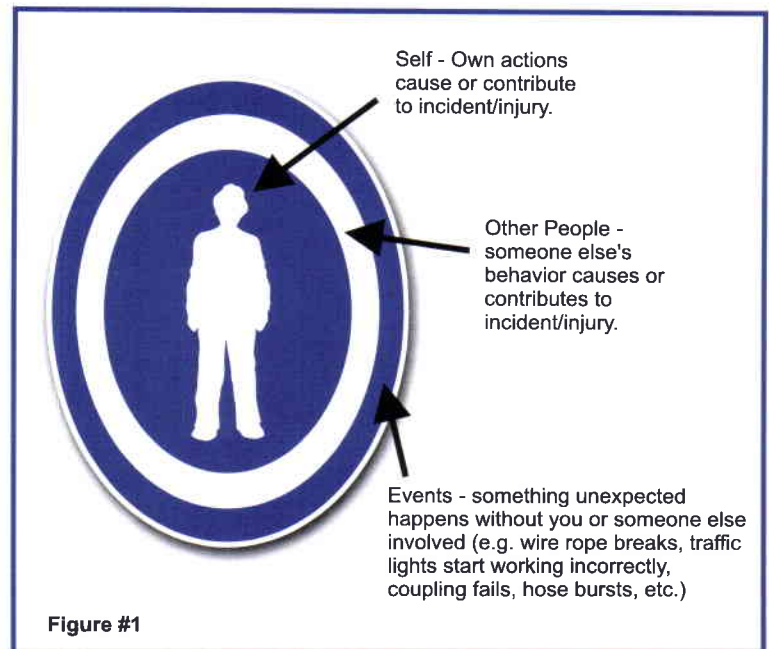 Self - Own actions
cause or contribute
to incident/injury.
Other People -
someone else's
behavior causes or
contributes to
incident/injury.
Events - something unexpected
happens without you or someone else
involved (e.g. wire rope breaks, traffic
lights start working incorrectly,
coupling fails, hose bursts, etc.)
Figure #1